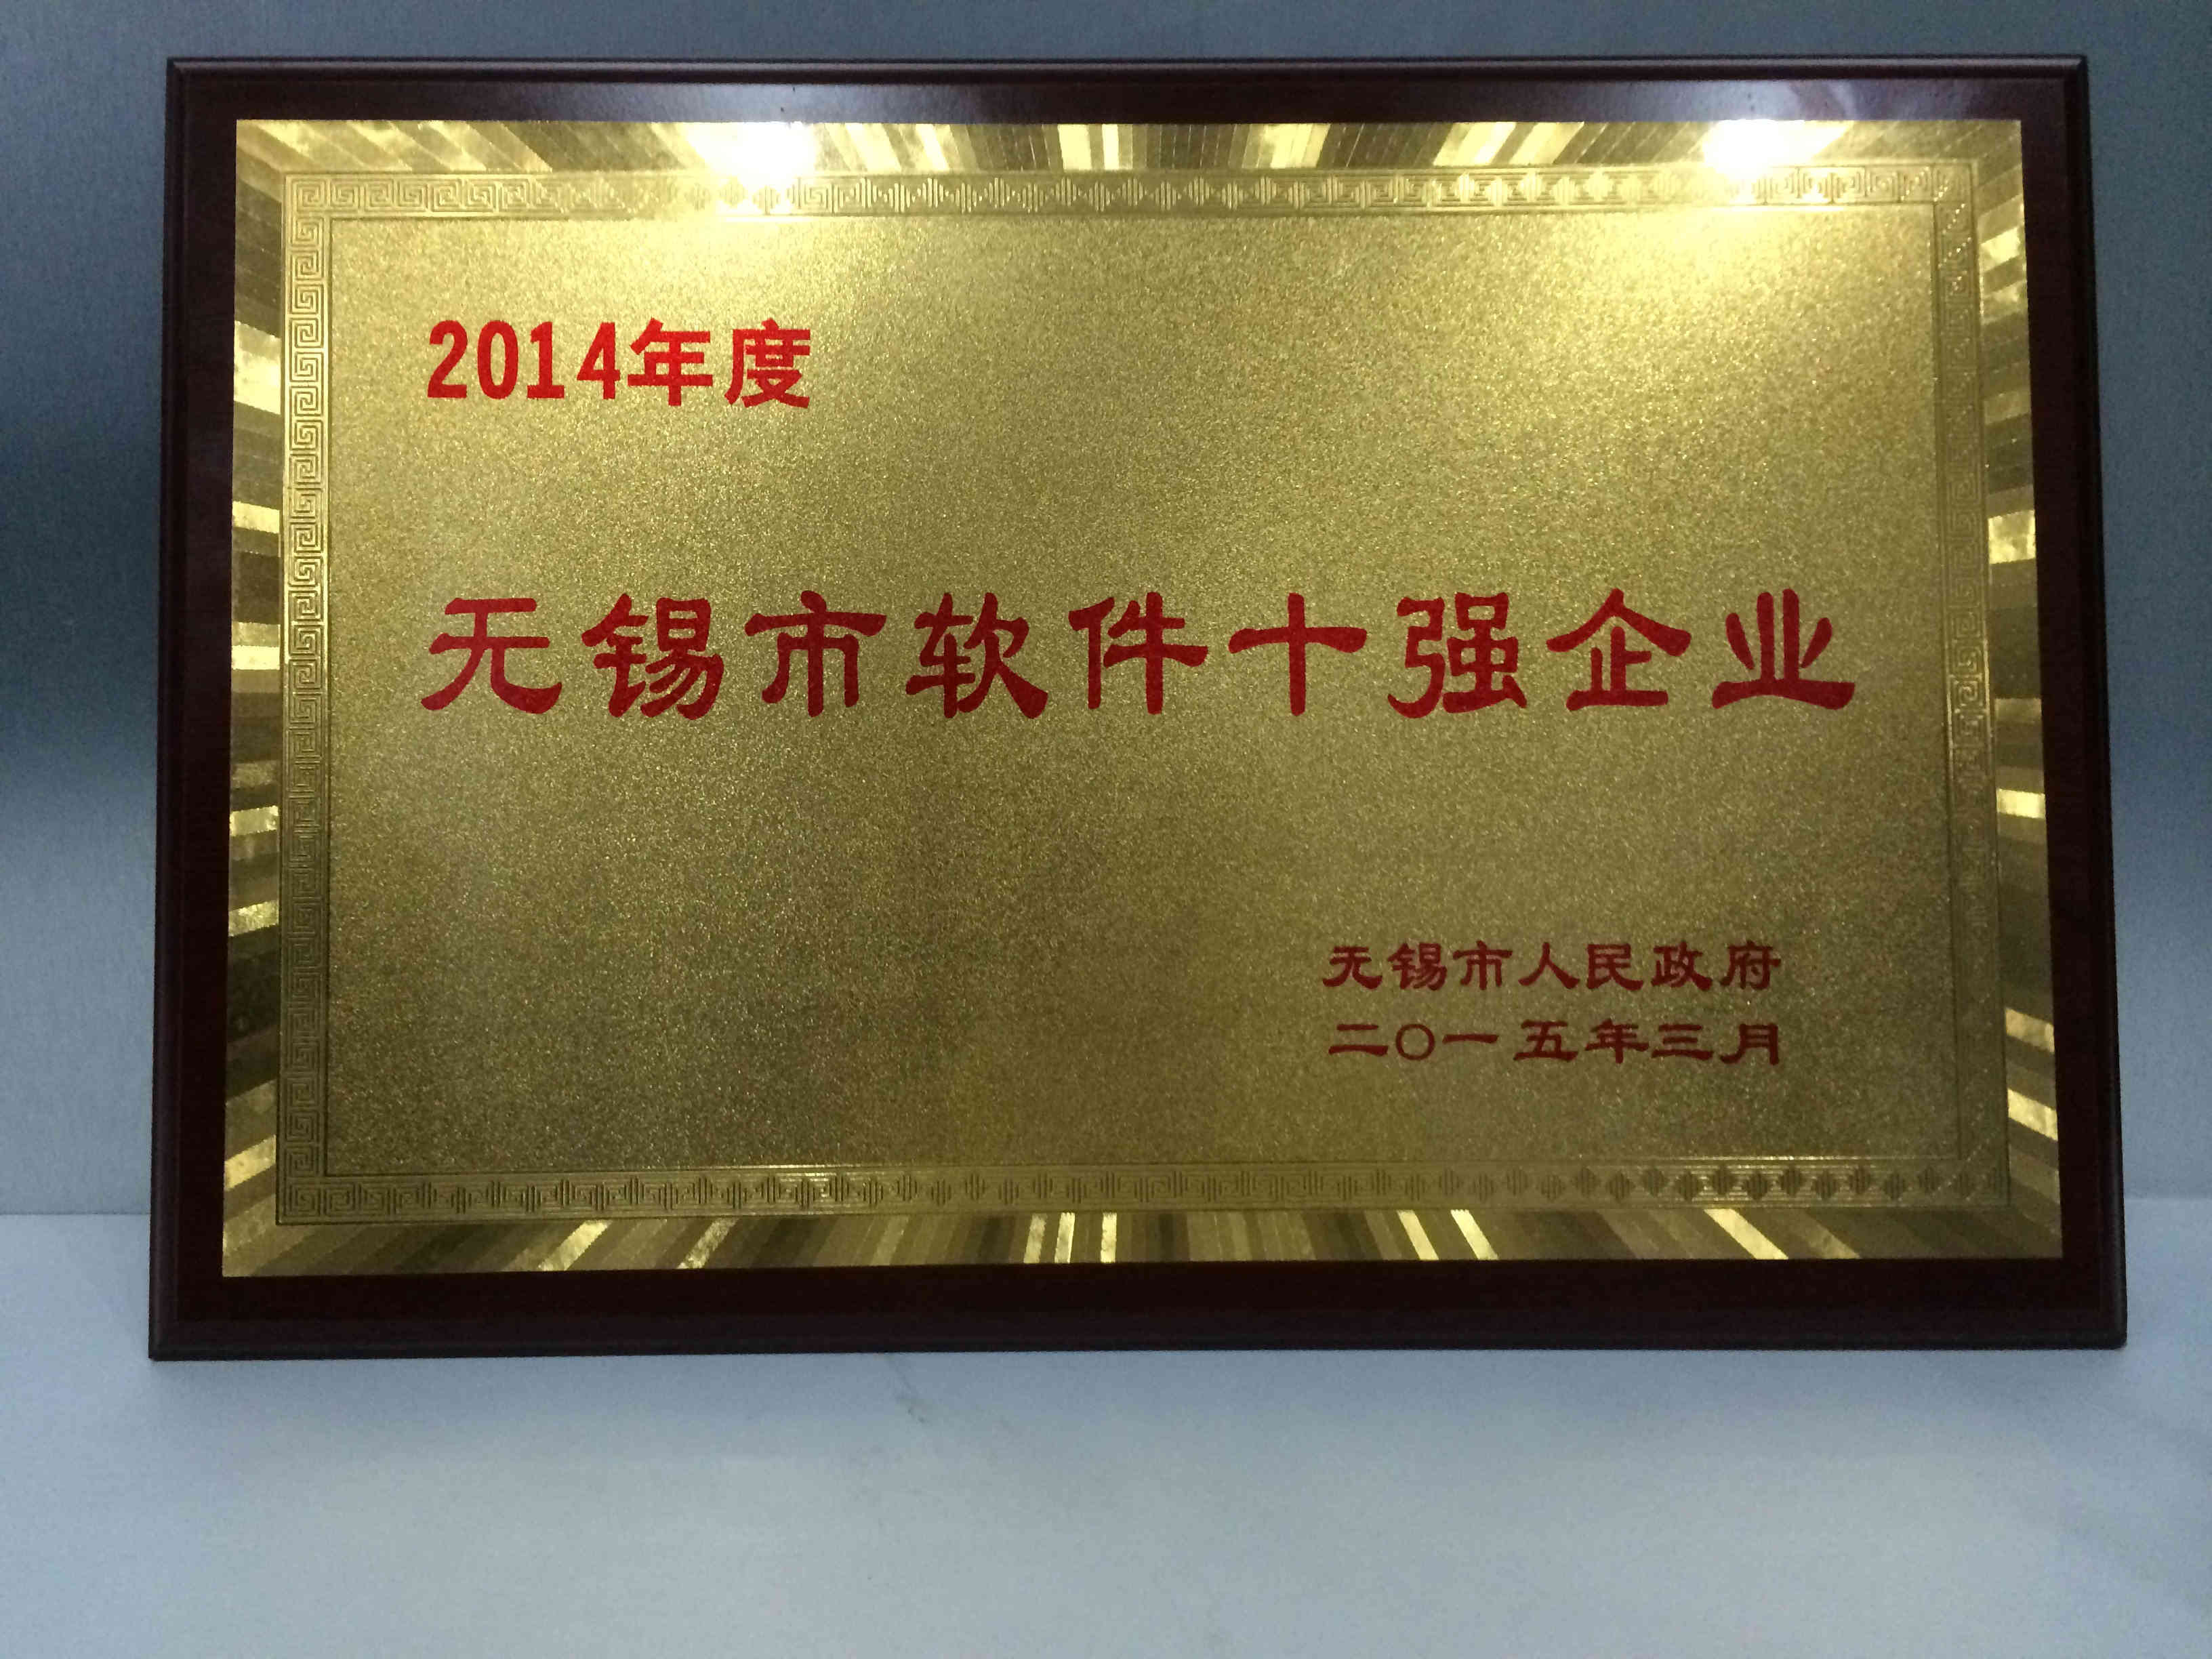 2014年度
无锡市软件十强企业
无锡市人民政府
二〇一五年三月